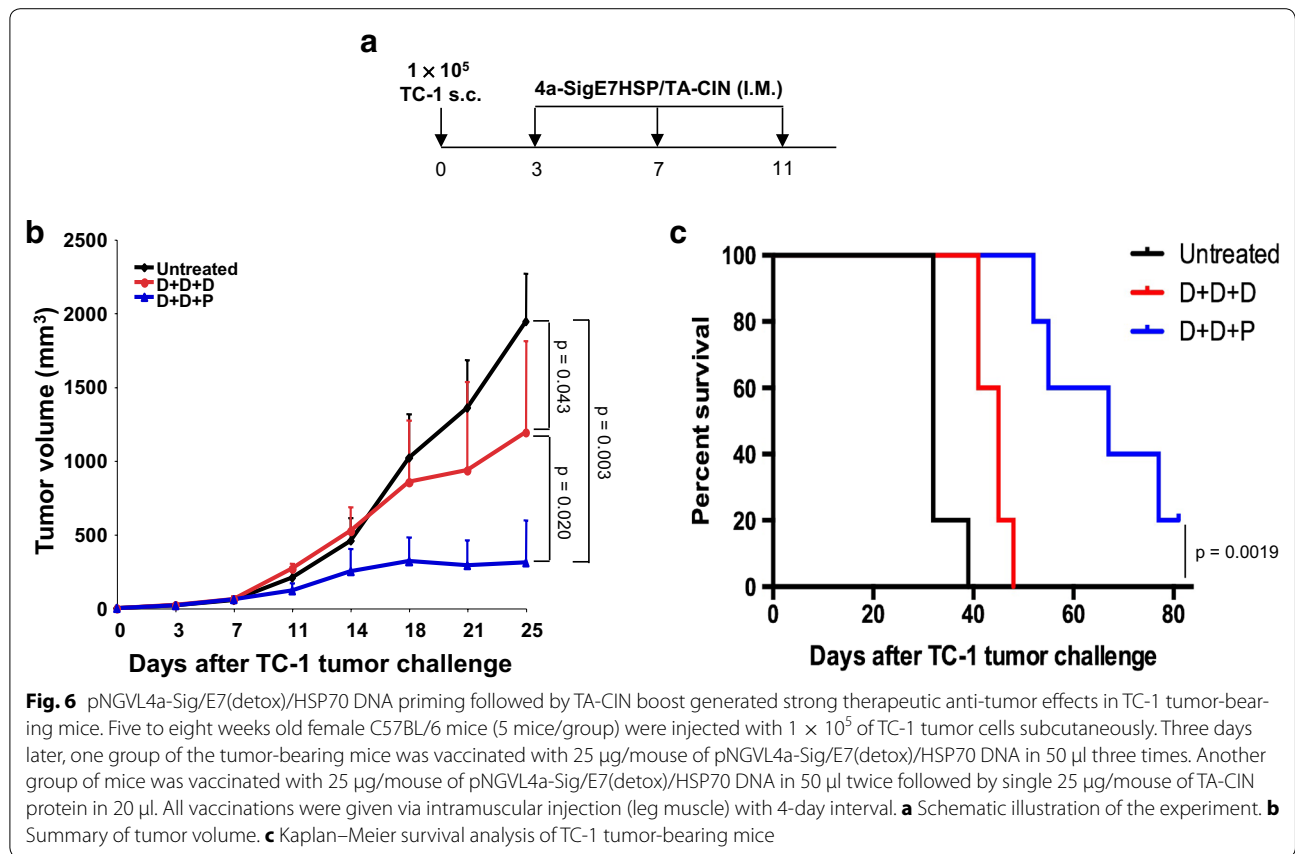 a
1 × 10⁵
TC-1 s.c.
4a-SigE7HSP/TA-CIN (I.M.)
0 3 7 11
b
2500
2000
1500
1000
500
0
Tumor volume (mm³)
Untreated
D+D+D
D+D+P
p = 0.043
p = 0.020
p = 0.003
0 3 7 11 14 18 21 25
Days after TC-1 tumor challenge
c
100
80
60
40
20
0
Percent survival
Untreated
D+D+D
D+D+P
p = 0.0019
0 20 40 60 80
Days after TC-1 tumor challenge
Fig. 6 pNGVL4a-Sig/E7(detox)/HSP70 DNA priming followed by TA-CIN boost generated strong therapeutic anti-tumor effects in TC-1 tumor-bear-
ing mice. Five to eight weeks old female C57BL/6 mice (5 mice/group) were injected with 1 × 10⁵ of TC-1 tumor cells subcutaneously. Three days
later, one group of the tumor-bearing mice was vaccinated with 25 μg/mouse of pNGVL4a-Sig/E7(detox)/HSP70 DNA in 50 μl three times. Another
group of mice was vaccinated with 25 μg/mouse of pNGVL4a-Sig/E7(detox)/HSP70 DNA in 50 μl twice followed by single 25 μg/mouse of TA-CIN
protein in 20 μl. All vaccinations were given via intramuscular injection (leg muscle) with 4-day interval. a Schematic illustration of the experiment. b
Summary of tumor volume. c Kaplan–Meier survival analysis of TC-1 tumor-bearing mice